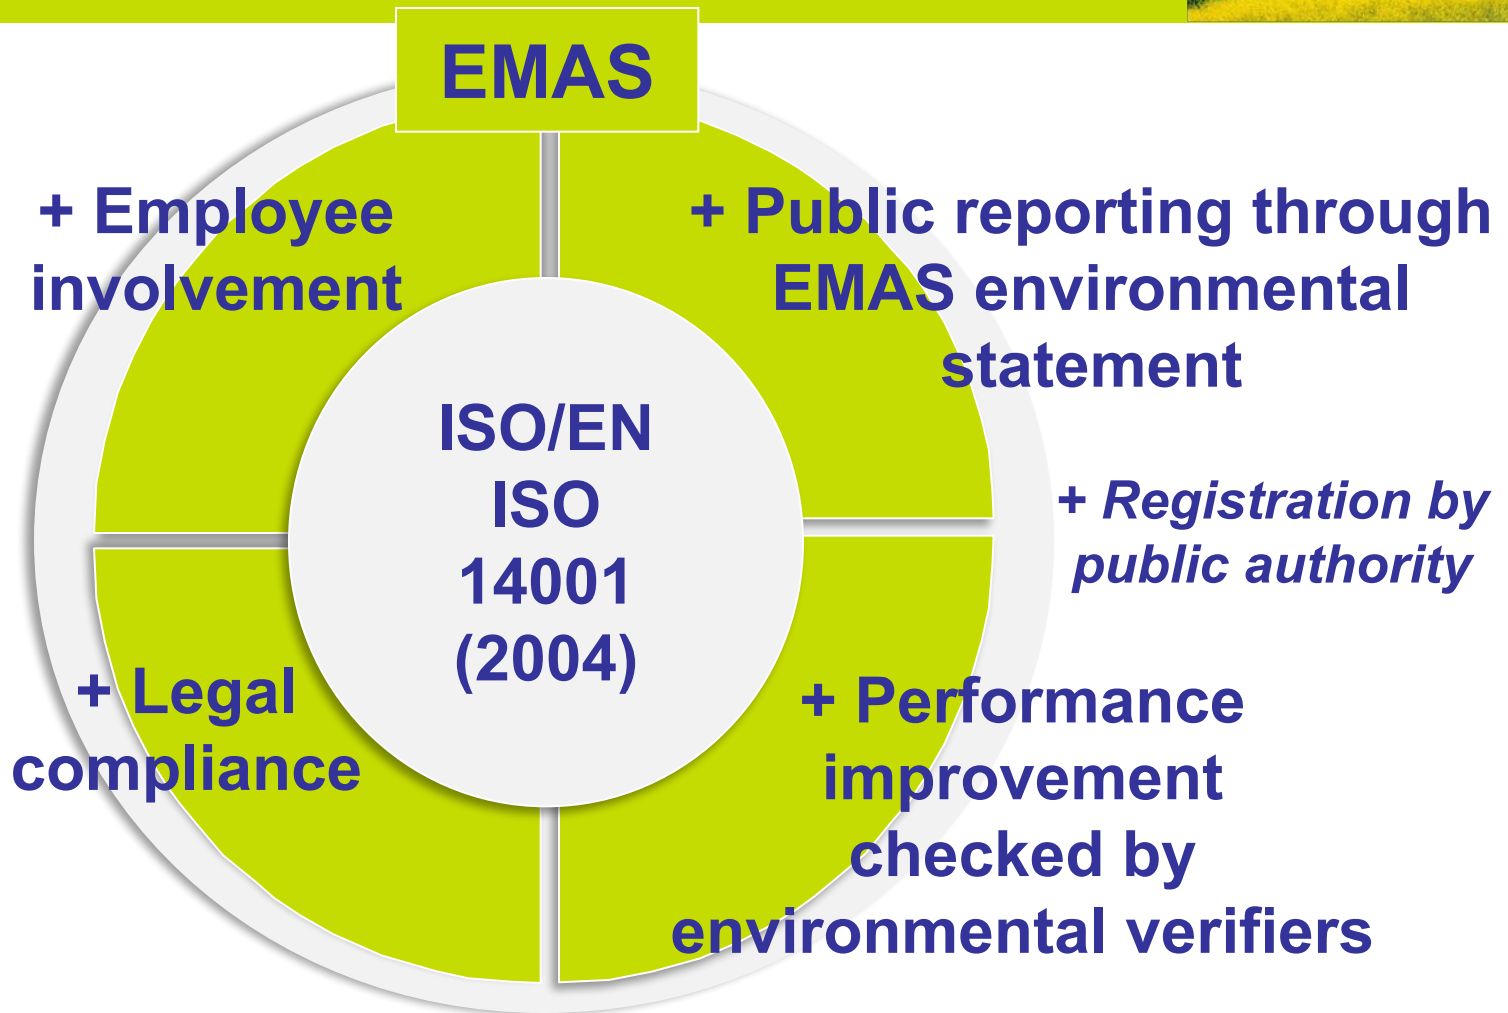 EMAS
+ Employee
involvement
+ Public reporting through
EMAS environmental
statement
ISO/EN
ISO
14001
(2004)
+ Registration by
public authority
+ Legal
compliance
+ Performance
improvement
checked by
environmental verifiers